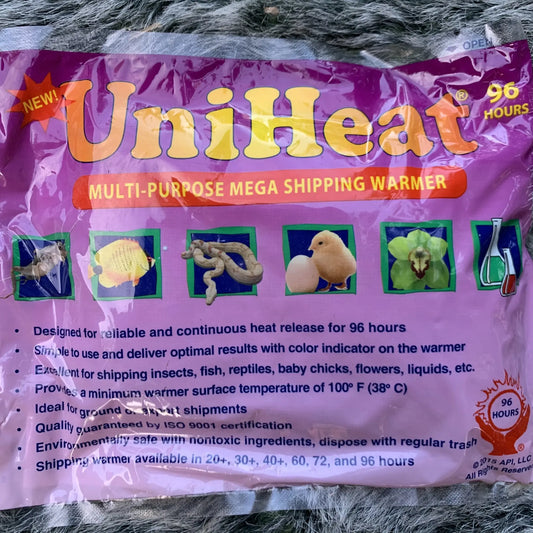 OPEN
NEW!
UniHeat®
96
HOURS
MULTI-PURPOSE MEGA SHIPPING WARMER
• Designed for reliable and continuous heat release for 96 hours
• Simple to use and deliver optimal results with color indicator on the warmer
• Excellent for shipping insects, fish, reptiles, baby chicks, flowers, liquids, etc.
• Provides a minimum warmer surface temperature of 100° F (38° C)
• Ideal for ground or airport shipments
• Quality guaranteed by ISO 9001 certification
• Environmentally safe with nontoxic ingredients, dispose with regular trash
• Shipping warmer available in 20+, 30+, 40+, 60, 72, and 96 hours
96
HOURS
© 2015 API, LLC
All Rights Reserved.